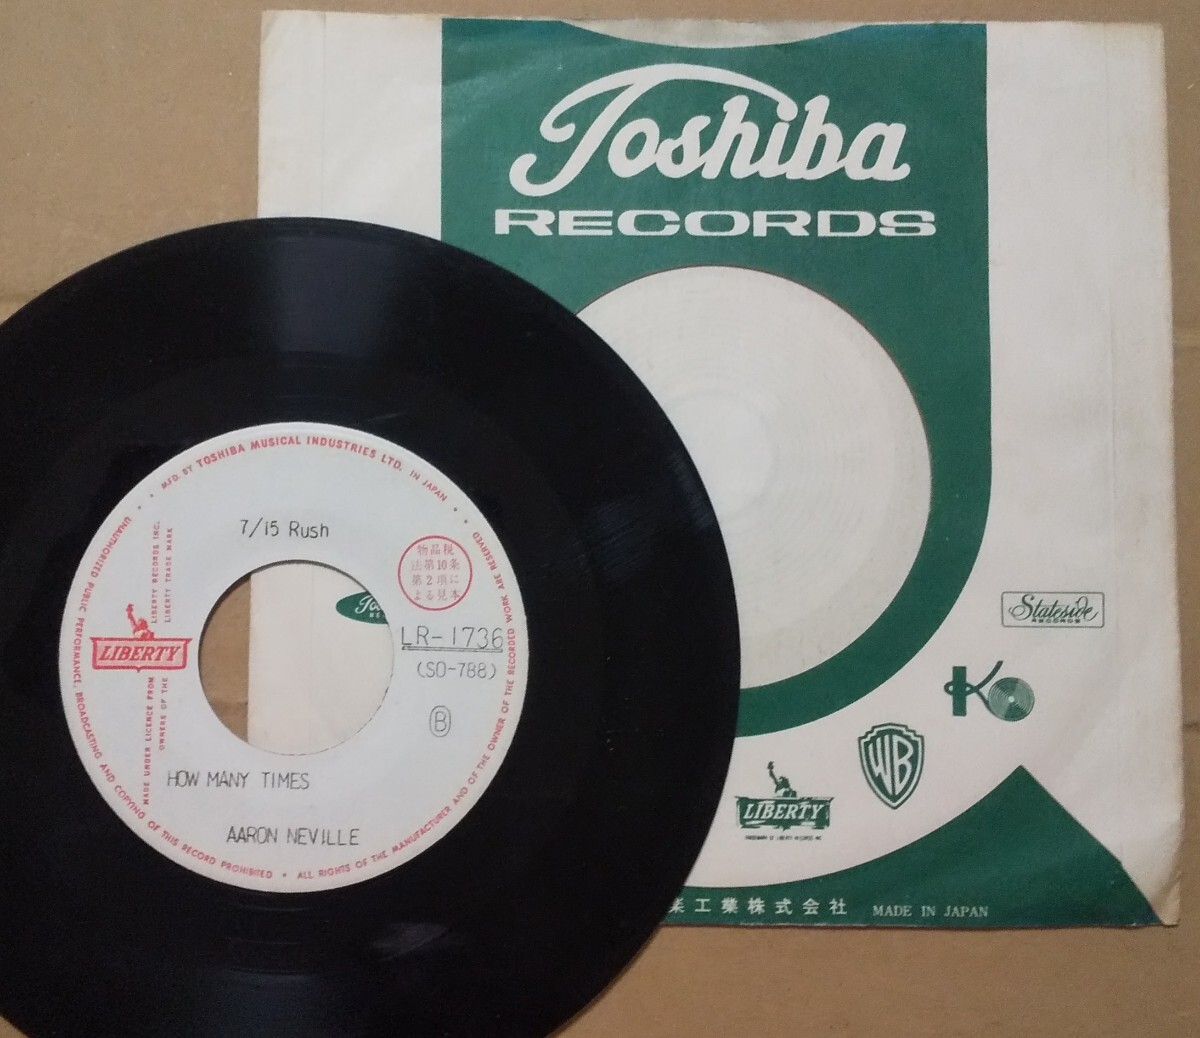 Toshiba
RECORDS
MFD. BY TOSHIBA MUSICAL INDUSTRIES LTD. IN JAPAN
UNAUTHORIZED PUBLIC PERFORMANCE, BROADCASTING AND COPYING OF THIS RECORD PROHIBITED • ALL RIGHTS OF THE MANUFACTURER AND OF THE OWNER OF THE RECORDED WORK ARE RESERVED
7/15 Rush
LIBERTY RECORDS INC.
LIBERTY TRADE MARK
物品税
法第10条
第2項に
よる見本
LR-1736
(SO-788)
LIBERTY
MADE UNDER LICENCE FROM
OWNERS OF THE
B
HOW MANY TIMES
AARON NEVILLE
Stateside
RECORDS
K
WB
LIBERTY
業工業株式会社 MADE IN JAPAN